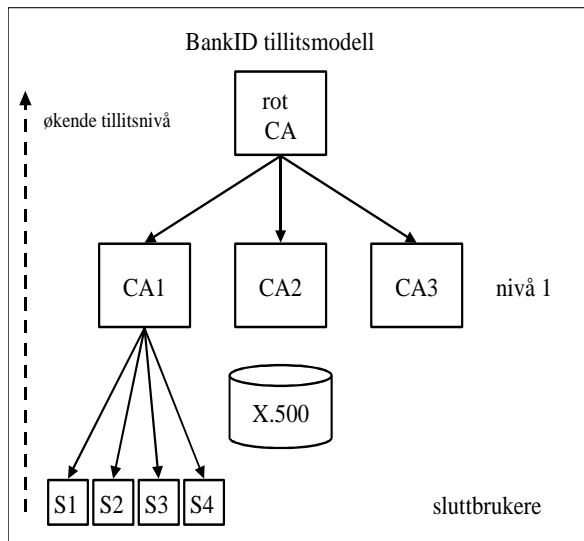 BankID tillitsmodell
økende tillitsnivå
rot
CA
CA1
CA2
CA3
nivå 1
X.500
S1
S2
S3
S4
sluttbrukere